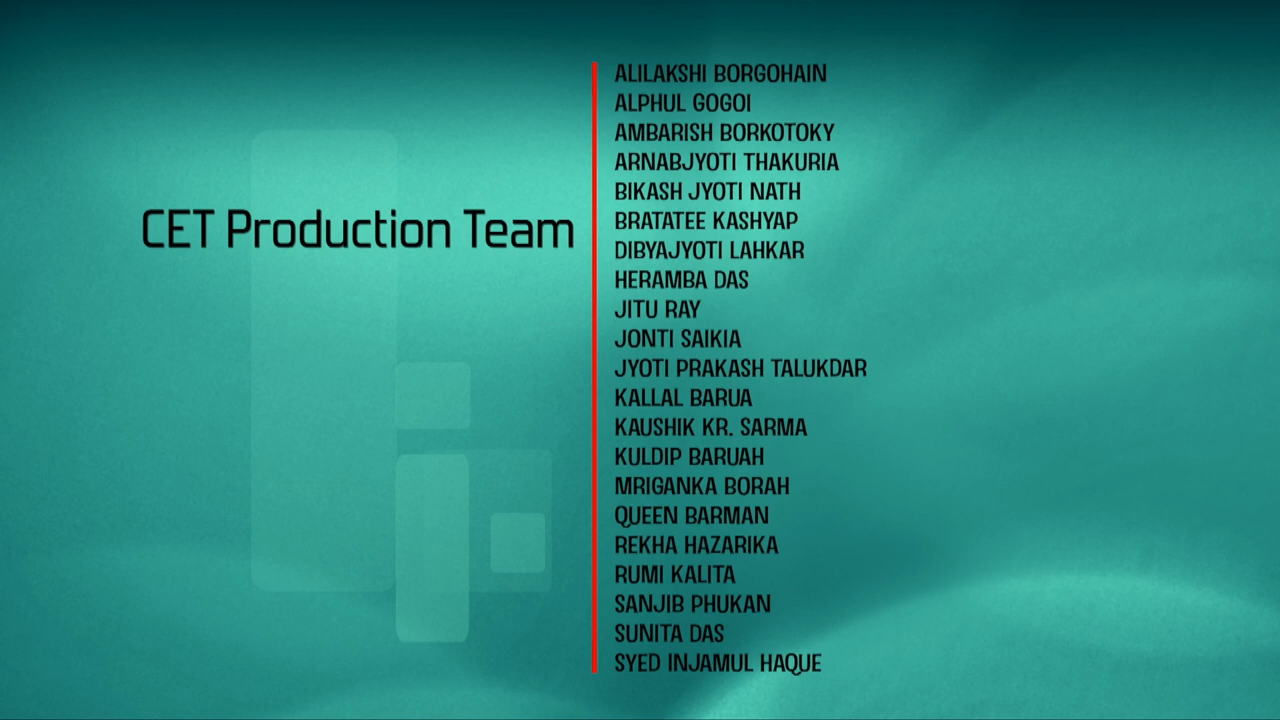 CET Production Team
ALILAKSHI BORGOHAIN
ALPHUL GOGOI
AMBARISH BORKOTOKY
ARNABJYOTI THAKURIA
BIKASH JYOTI NATH
BRATATEE KASHYAP
DIBYAJYOTI LAHKAR
HERAMBA DAS
JITU RAY
JONTI SAIKIA
JYOTI PRAKASH TALUKDAR
KALLAL BARUA
KAUSHIK KR. SARMA
KULDIP BARUAH
MRIGANKA BORAH
QUEEN BARMAN
REKHA HAZARIKA
RUMI KALITA
SANJIB PHUKAN
SUNITA DAS
SYED INJAMUL HAQUE